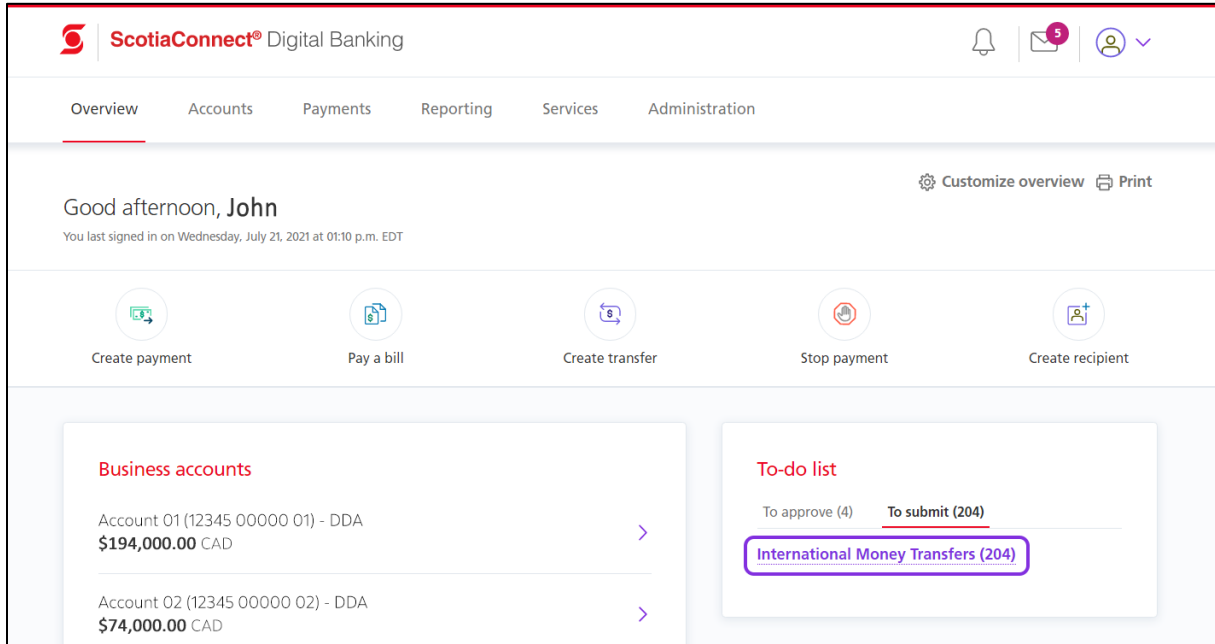 ScotiaConnect® Digital Banking
5
Overview Accounts Payments Reporting Services Administration
Customize overview Print
Good afternoon, John
You last signed in on Wednesday, July 21, 2021 at 01:10 p.m. EDT
Create payment Pay a bill Create transfer Stop payment Create recipient
Business accounts
Account 01 (12345 00000 01) - DDA
$194,000.00 CAD
Account 02 (12345 00000 02) - DDA
$74,000.00 CAD
To-do list
To approve (4) To submit (204)
International Money Transfers (204)